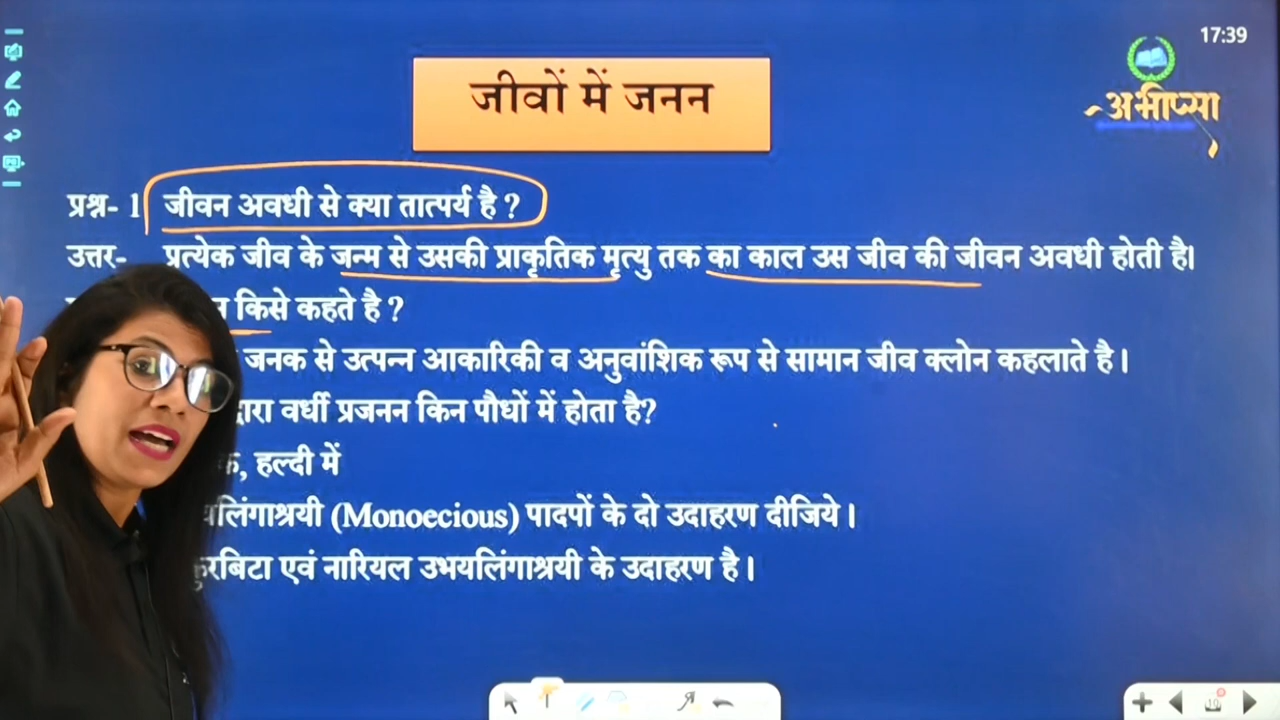 17:39
जीवों में जनन
अभीप्सा
प्रश्न- 1 जीवन अवधी से क्या तात्पर्य है ?
उत्तर- प्रत्येक जीव के जन्म से उसकी प्राकृतिक मृत्यु तक का काल उस जीव की जीवन अवधी होती है।
किसे कहते है ?
जनक से उत्पन्न आकारिकी व अनुवांशिक रूप से सामान जीव क्लोन कहलाते है ।
द्वारा वर्धी प्रजनन किन पौधों में होता है?
हल्दी में
(Monoecious) पादपों के दो उदाहरण दीजिये ।
एवं नारियल उभयलिंगाश्रयी के उदाहरण है ।